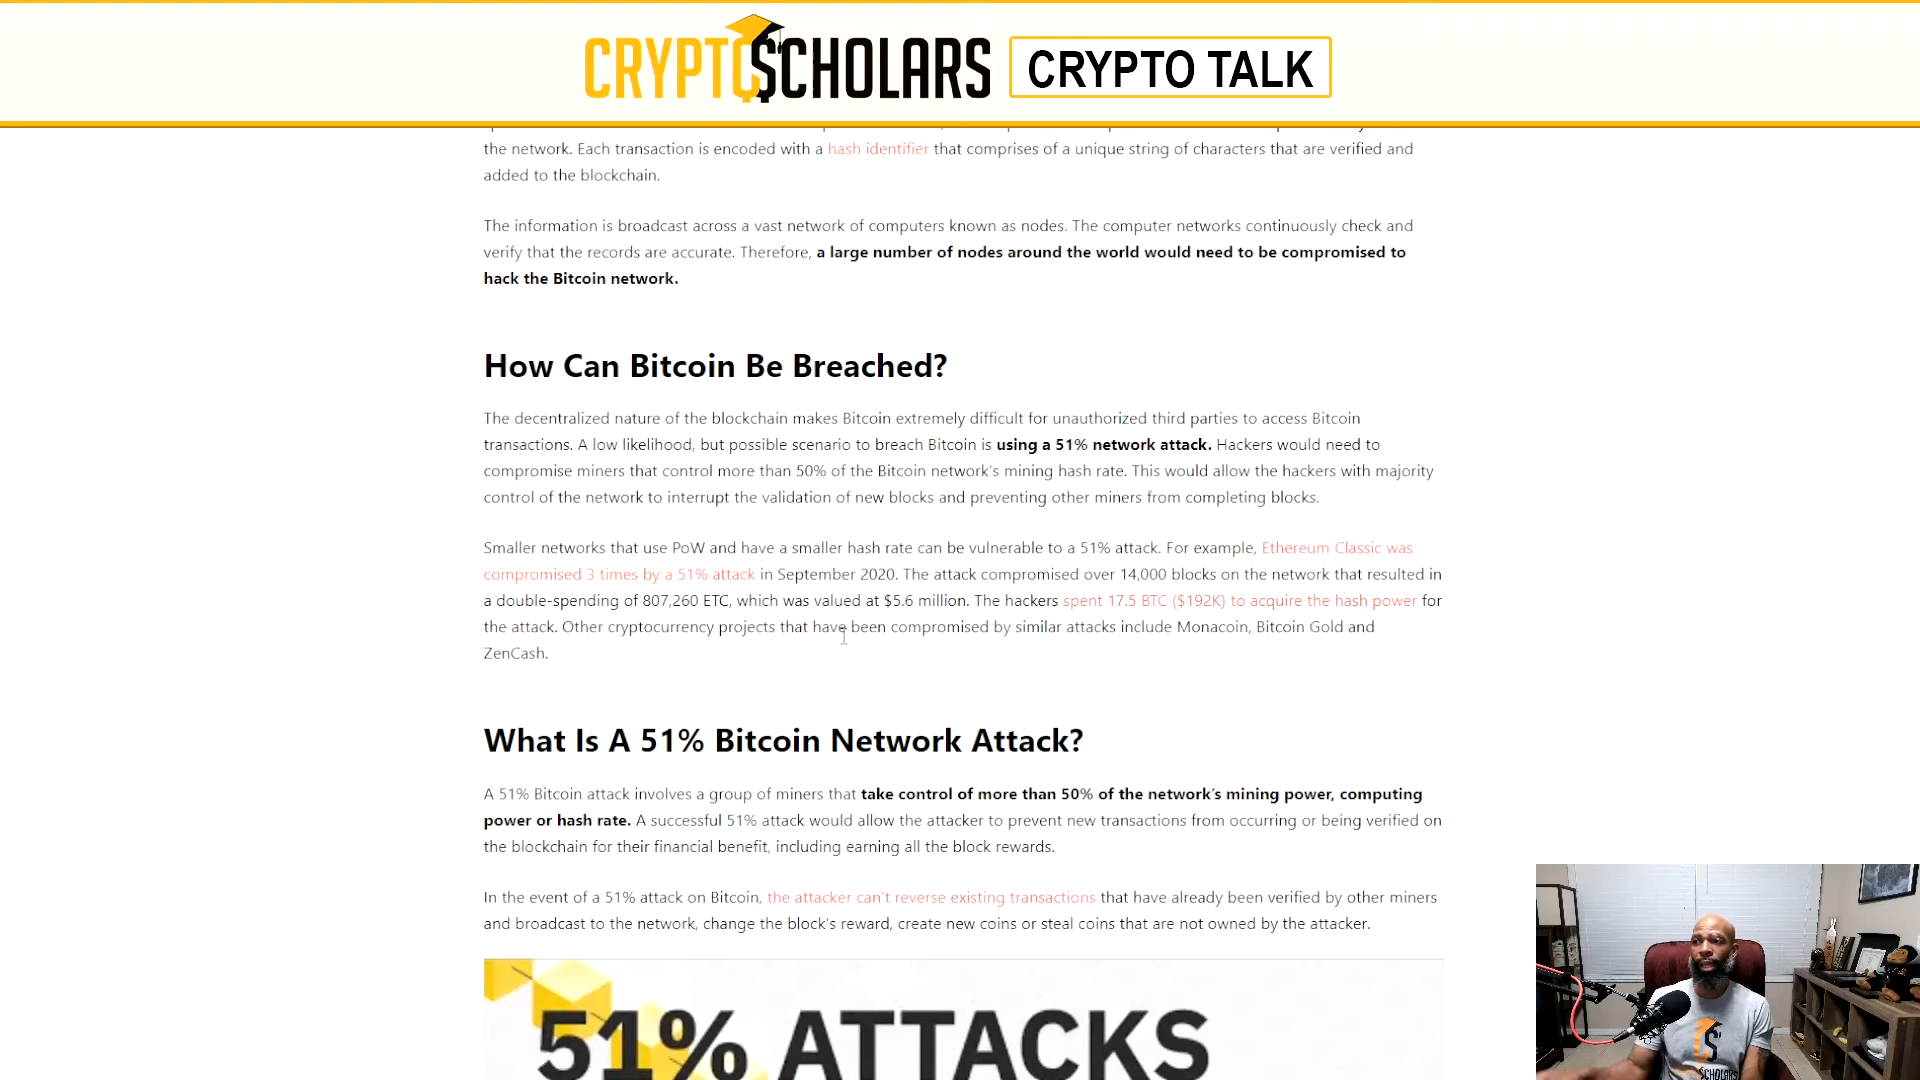 CRYPTOSCHOLARS CRYPTO TALK
the network. Each transaction is encoded with a hash identifier that comprises of a unique string of characters that are verified and
added to the blockchain.
The information is broadcast across a vast network of computers known as nodes. The computer networks continuously check and
verify that the records are accurate. Therefore, a large number of nodes around the world would need to be compromised to
hack the Bitcoin network.
How Can Bitcoin Be Breached?
The decentralized nature of the blockchain makes Bitcoin extremely difficult for unauthorized third parties to access Bitcoin
transactions. A low likelihood, but possible scenario to breach Bitcoin is using a 51% network attack. Hackers would need to
compromise miners that control more than 50% of the Bitcoin network's mining hash rate. This would allow the hackers with majority
control of the network to interrupt the validation of new blocks and preventing other miners from completing blocks.
Smaller networks that use PoW and have a smaller hash rate can be vulnerable to a 51% attack. For example, Ethereum Classic was
compromised 3 times by a 51% attack in September 2020. The attack compromised over 14,000 blocks on the network that resulted in
a double-spending of 807,260 ETC, which was valued at $5.6 million. The hackers spent 17.5 BTC ($192K) to acquire the hash power for
the attack. Other cryptocurrency projects that have been compromised by similar attacks include Monacoin, Bitcoin Gold and
ZenCash.
What Is A 51% Bitcoin Network Attack?
A 51% Bitcoin attack involves a group of miners that take control of more than 50% of the network's mining power, computing
power or hash rate. A successful 51% attack would allow the attacker to prevent new transactions from occurring or being verified on
the blockchain for their financial benefit, including earning all the block rewards.
In the event of a 51% attack on Bitcoin, the attacker can't reverse existing transactions that have already been verified by other miners
and broadcast to the network, change the block's reward, create new coins or steal coins that are not owned by the attacker.
51% ATTACKS
SCHOLARS